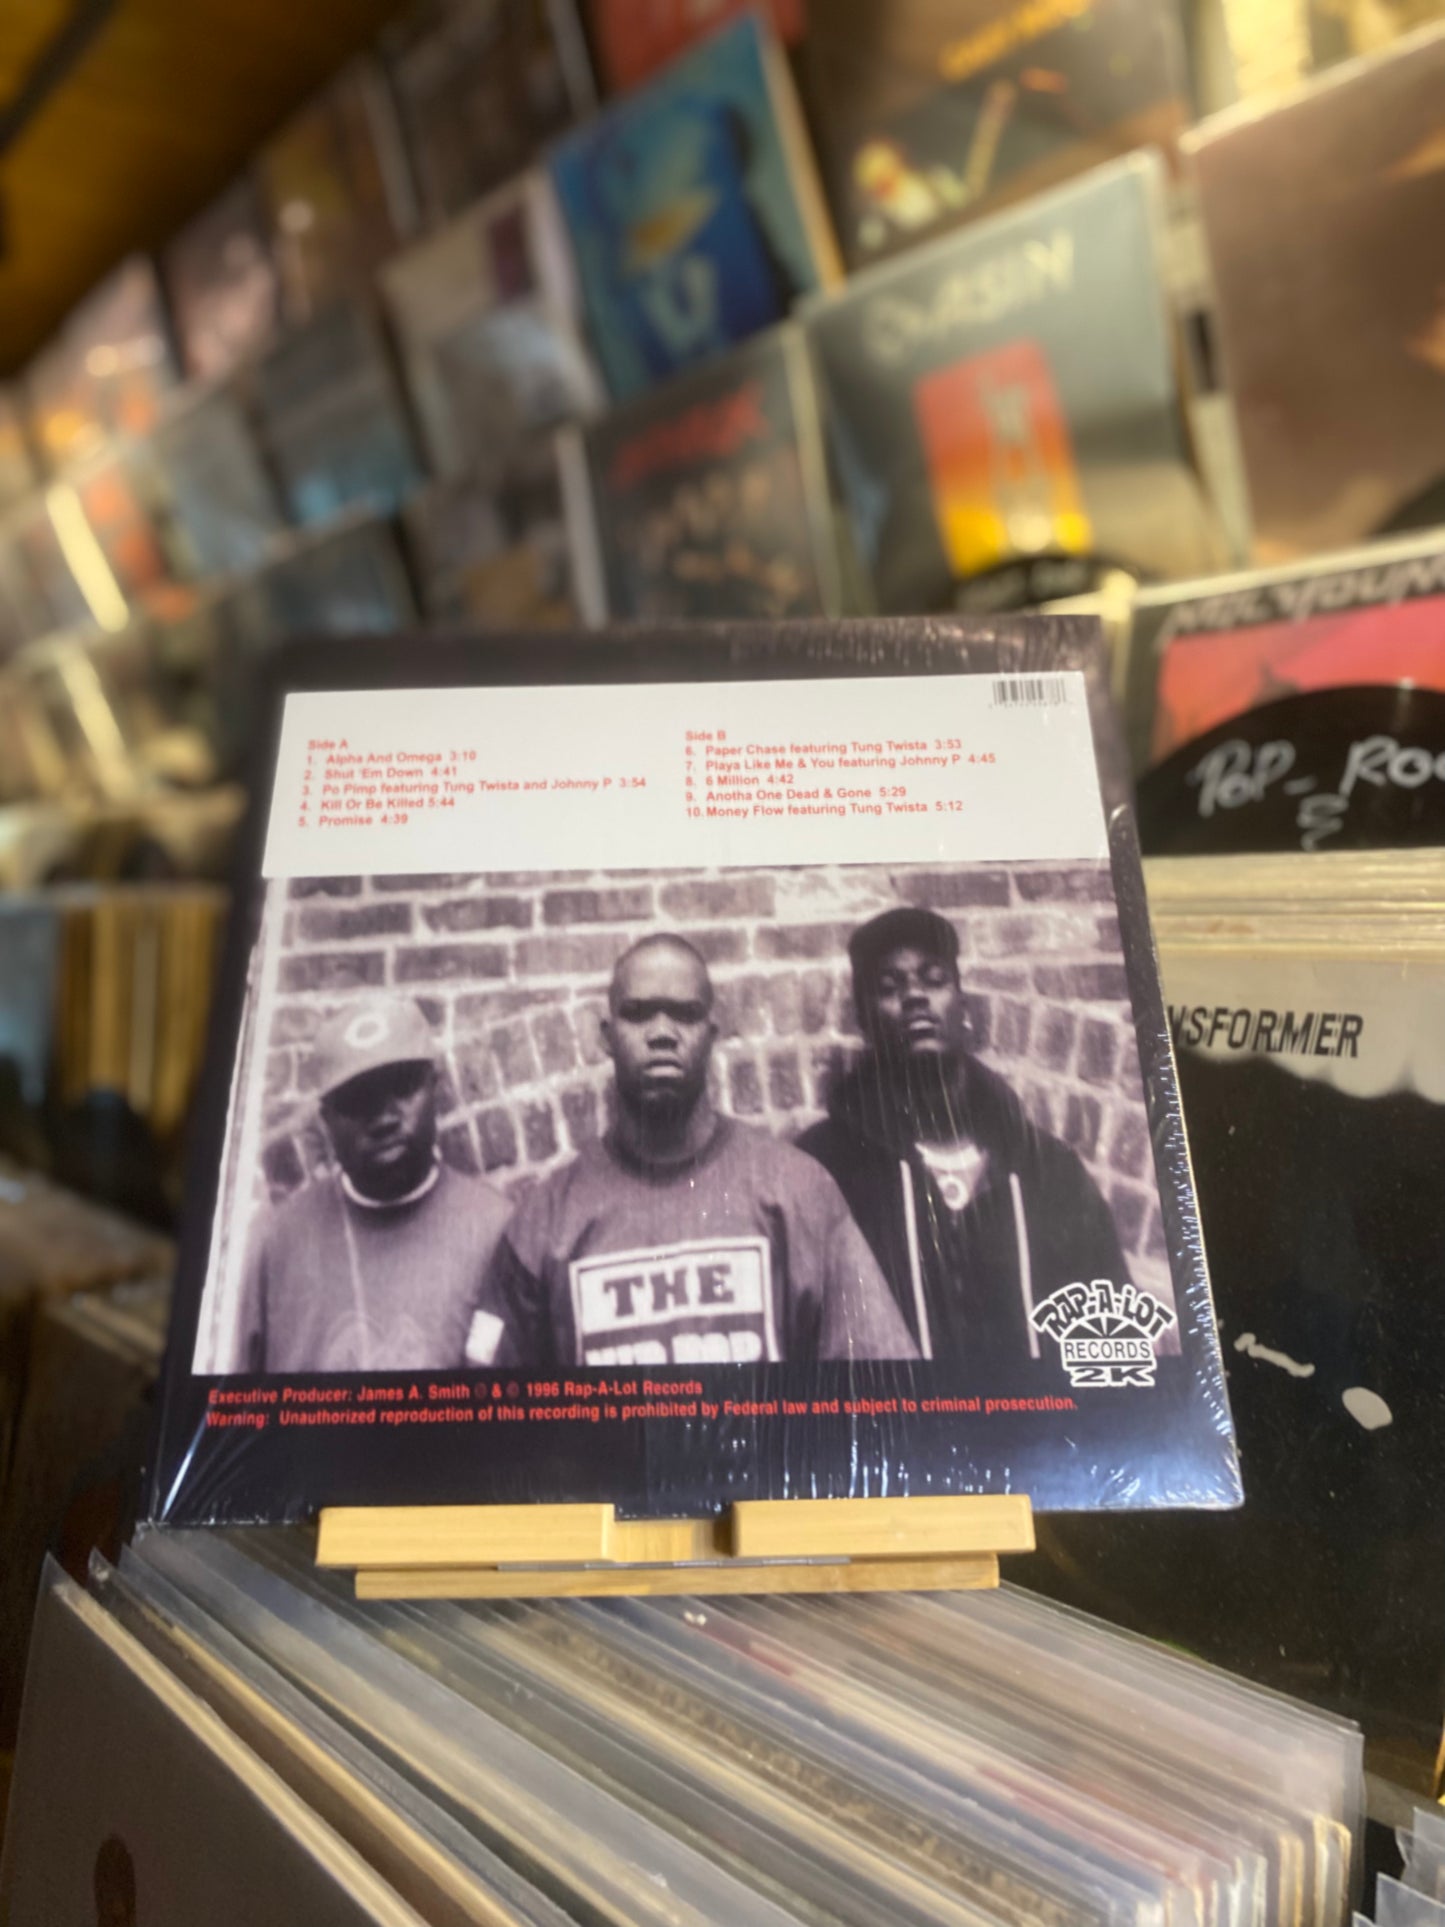 Side A
1. Alpha And Omega 3:10
2. Shut 'Em Down 4:41
3. Po Pimp featuring Tung Twista and Johnny P 3:54
4. Kill Or Be Killed 5:44
5. Promise 4:39
Side B
6. Paper Chase featuring Tung Twista 3:53
7. Playa Like Me & You featuring Johnny P 4:45
8. 6 Million 4:42
9. Anotha One Dead & Gone 5:29
10. Money Flow featuring Tung Twista 5:12
THE
HIP HOP
RAP-A-LOT
RECORDS
2K
Executive Producer: James A. Smith ℗ & © 1996 Rap-A-Lot Records
Warning: Unauthorized reproduction of this recording is prohibited by Federal law and subject to criminal prosecution.
POP-
NSFORMER